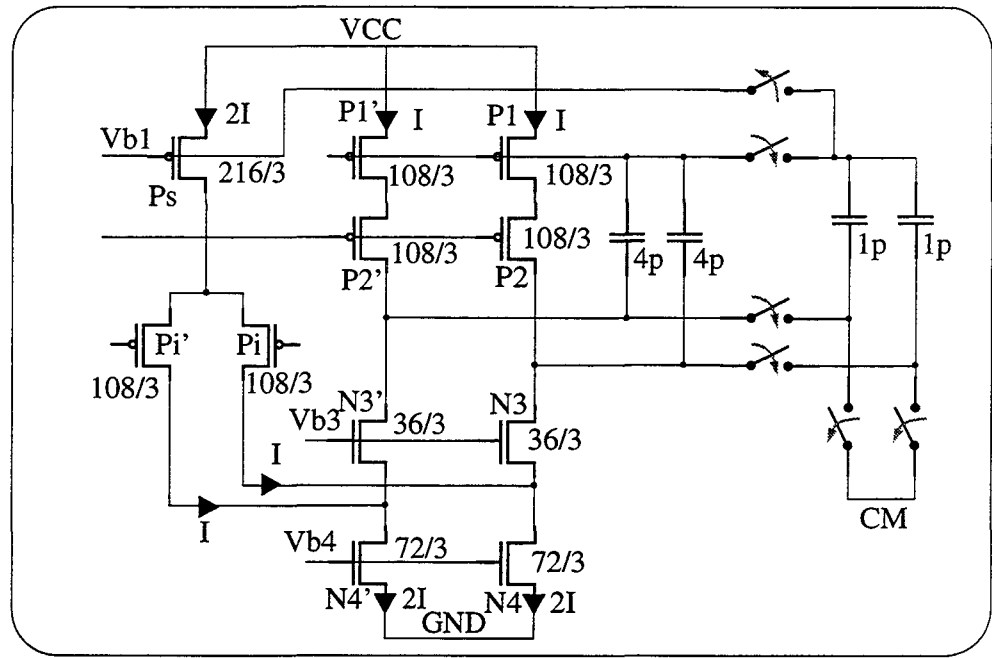 VCC
2I
P1' I
P1 I
Vb1
216/3
108/3
108/3
Ps
108/3
108/3
4p
4p
1p
1p
P2'
P2
Pi'
Pi
108/3
108/3
N3'
N3
Vb3
36/3
36/3
I
I
CM
Vb4
72/3
72/3
N4' 2I
N4 2I
GND